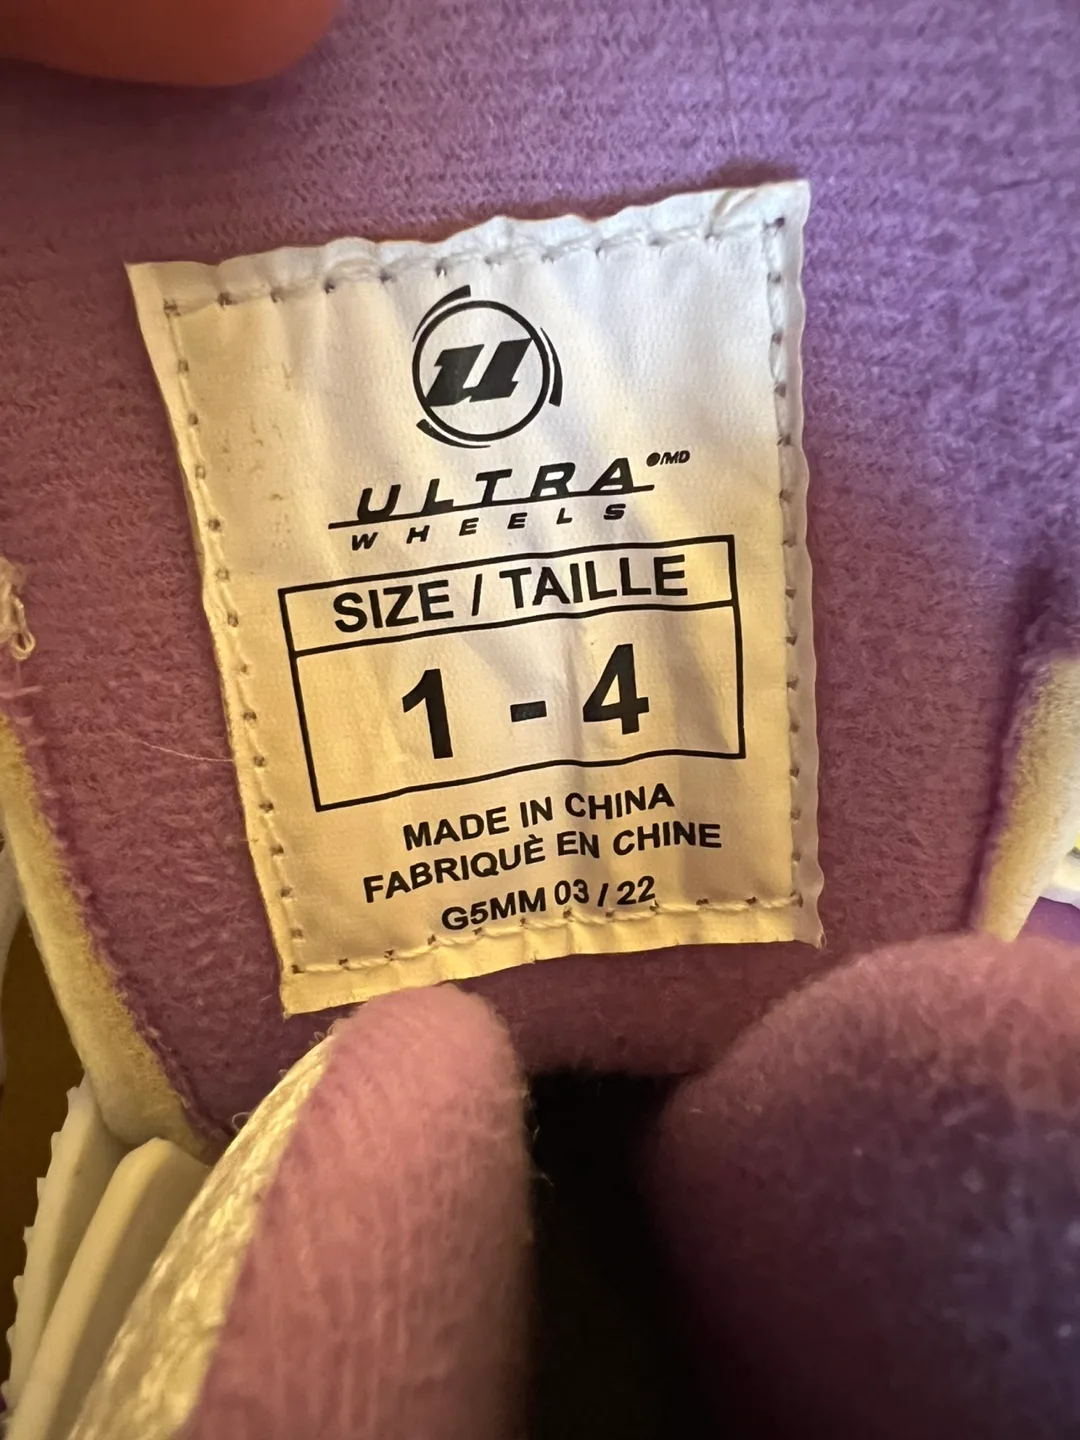 u
ULTRA®/MD
WHEELS
SIZE / TAILLE
1 - 4
MADE IN CHINA
FABRIQUÈ EN CHINE
G5MM 03 / 22